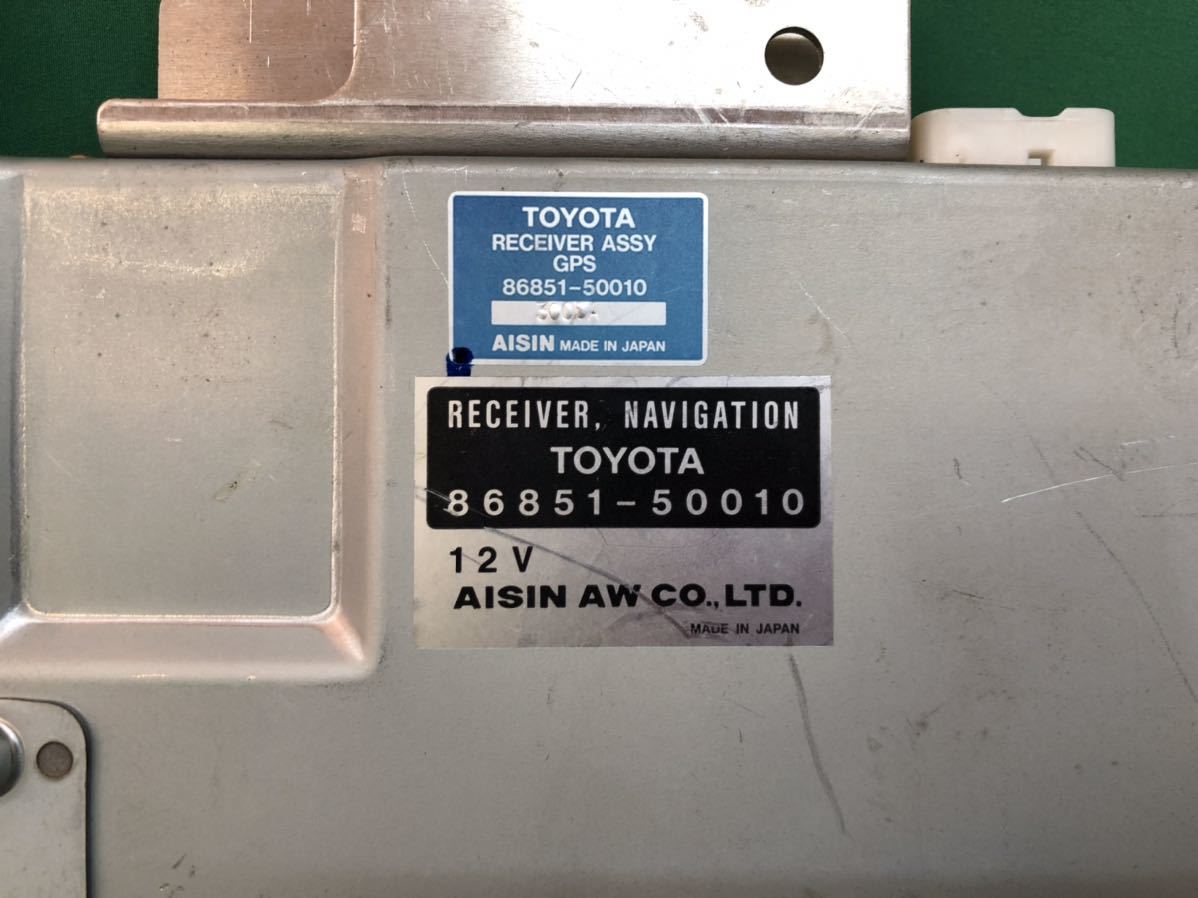 TOYOTA
RECEIVER ASSY
GPS
86851-50010
AISIN MADE IN JAPAN
RECEIVER, NAVIGATION
TOYOTA
86851-50010
12V
AISIN AW CO., LTD.
MADE IN JAPAN